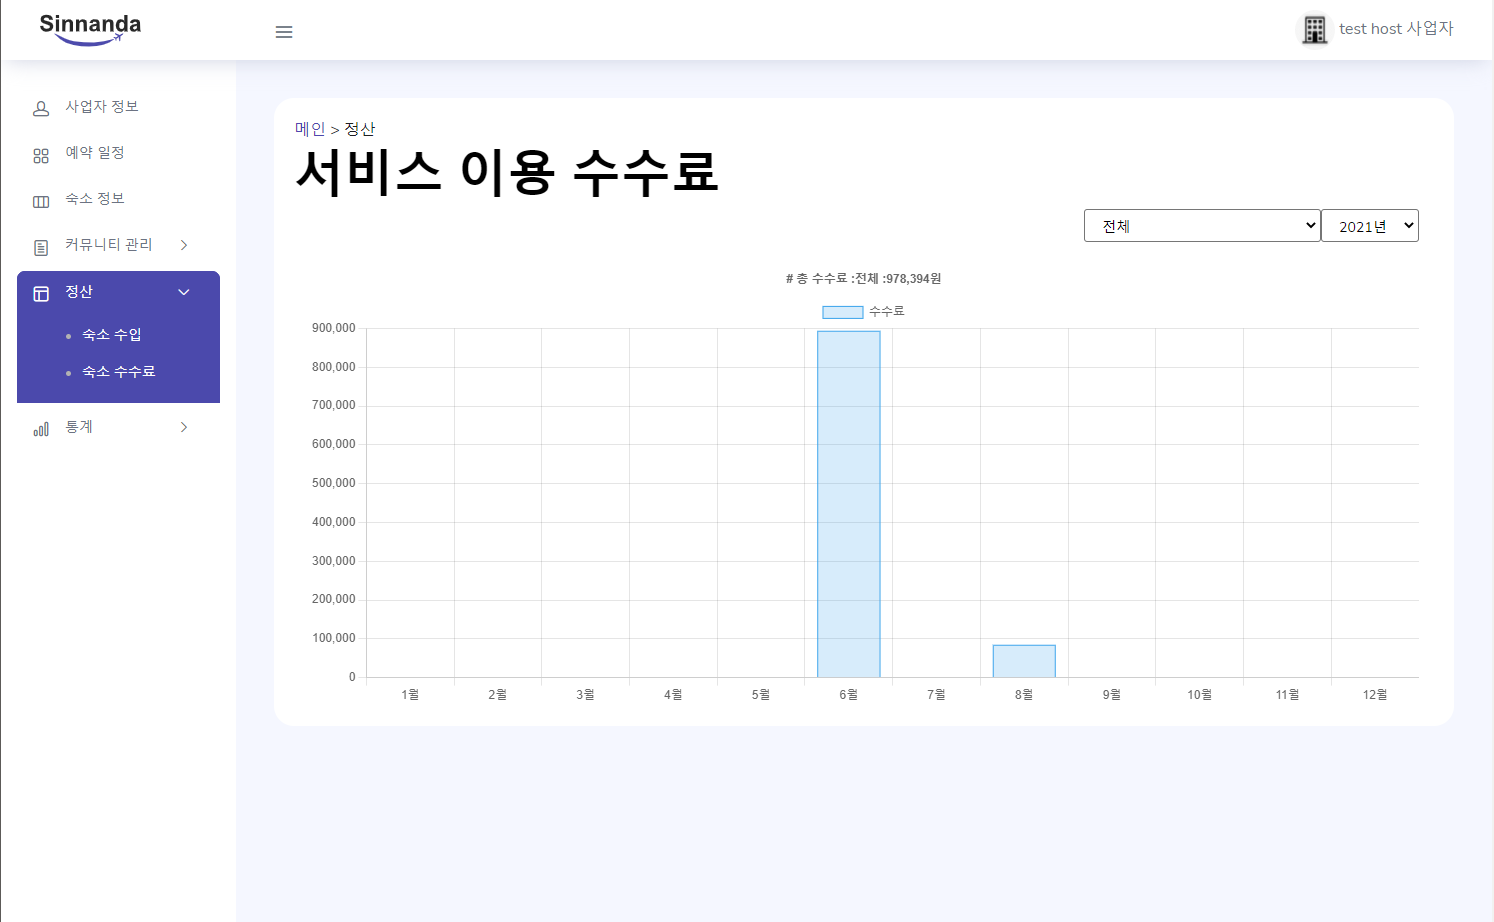 Sinnanda
test host 사업자
사업자 정보
예약 일정
숙소 정보
커뮤니티 관리
정산
숙소 수입
숙소 수수료
통계
메인 > 정산
서비스 이용 수수료
전체
2021년
# 총 수수료 :전체 :978,394원
수수료
900,000
800,000
700,000
600,000
500,000
400,000
300,000
200,000
100,000
0
1월 2월 3월 4월 5월 6월 7월 8월 9월 10월 11월 12월